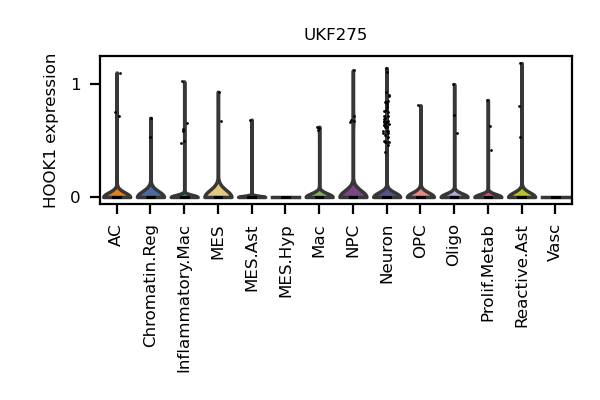 UKF275
HOOK1 expression
1
0
AC
Chromatin.Reg
Inflammatory.Mac
MES
MES.Ast
MES.Hyp
Mac
NPC
Neuron
OPC
Oligo
Prolif.Metab
Reactive.Ast
Vasc